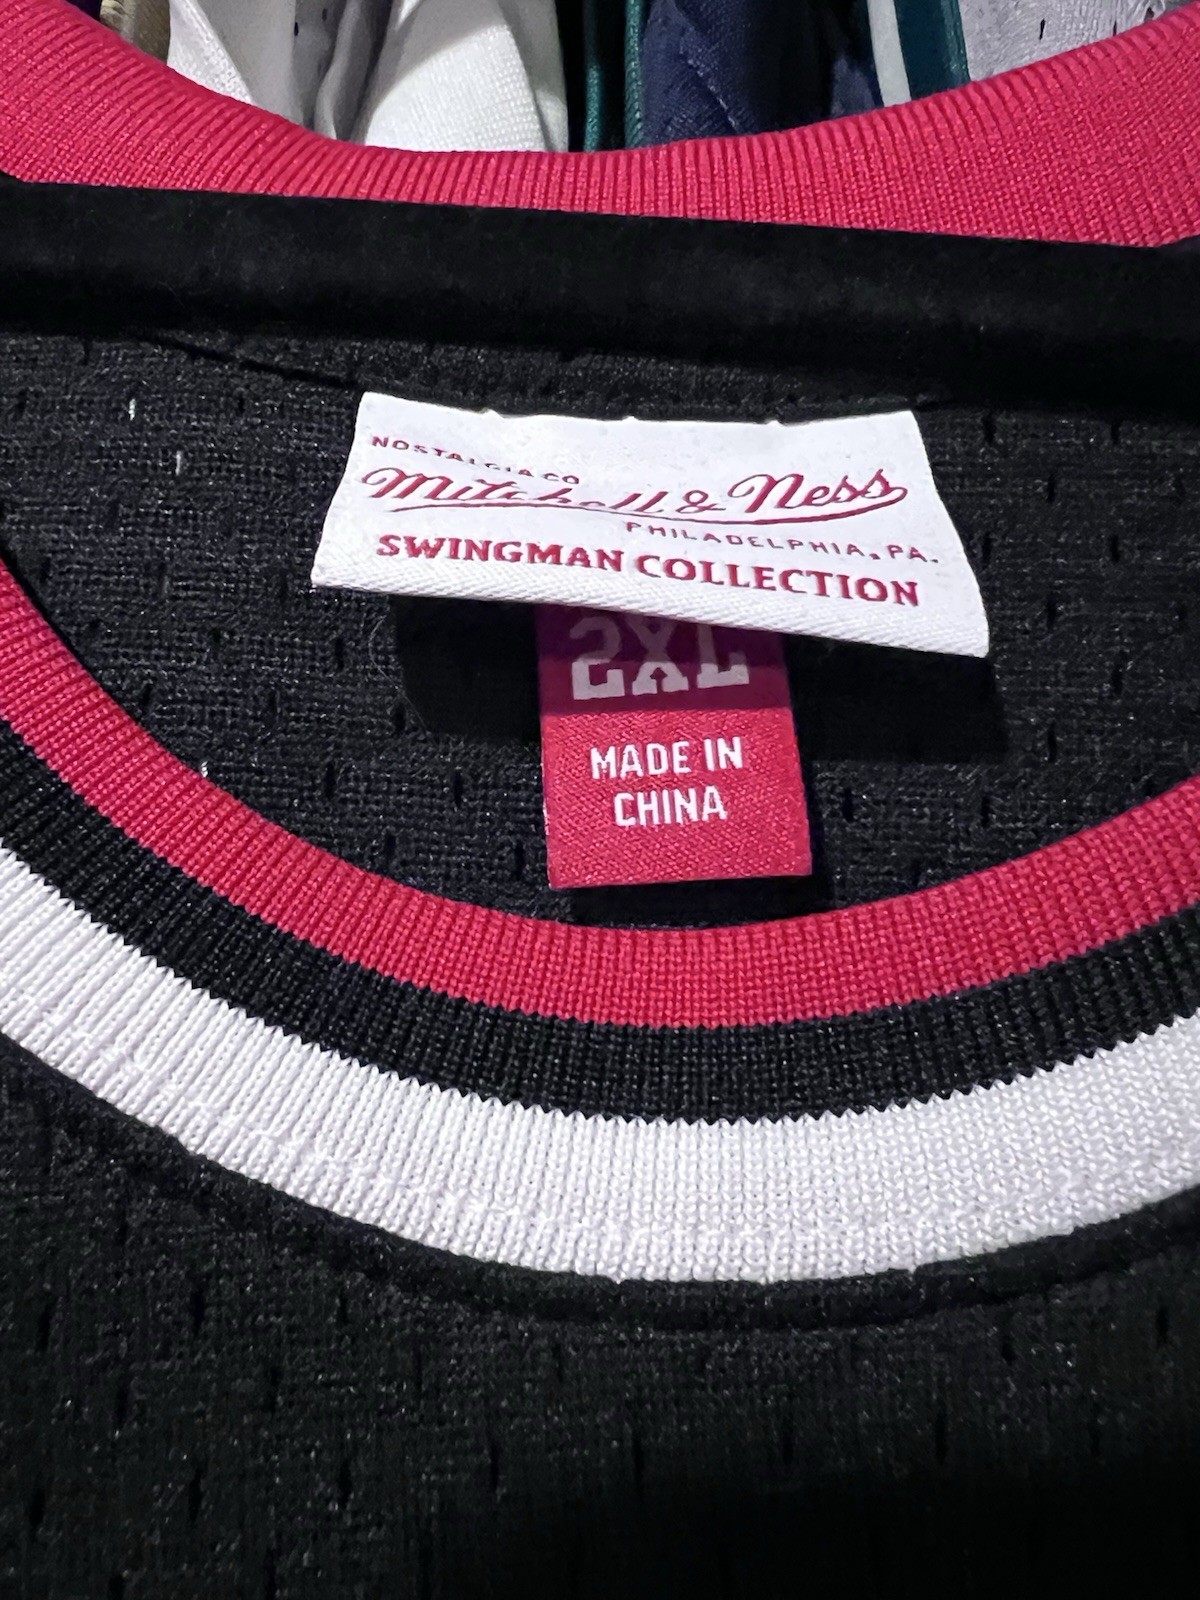 NOSTALGIA CO
Mitchell & Ness
PHILADELPHIA, PA.
SWINGMAN COLLECTION
2XL
MADE IN
CHINA